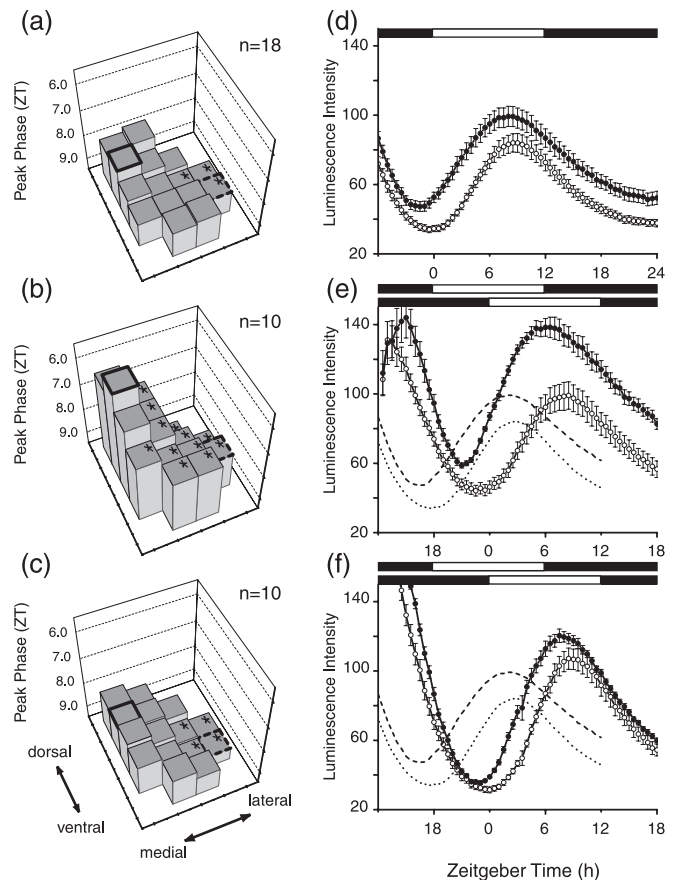 (a)
n=18
Peak Phase (ZT)
6.0
7.0
8.0
9.0
(d)
Luminescence Intensity
140
100
60
20
0
6
12
18
24
(b)
n=10
Peak Phase (ZT)
6.0
7.0
8.0
9.0
(e)
Luminescence Intensity
140
100
60
20
18
0
6
12
18
(c)
n=10
Peak Phase (ZT)
6.0
7.0
8.0
9.0
dorsal
ventral
medial
lateral
(f)
Luminescence Intensity
140
100
60
20
18
0
6
12
18
Zeitgeber Time (h)